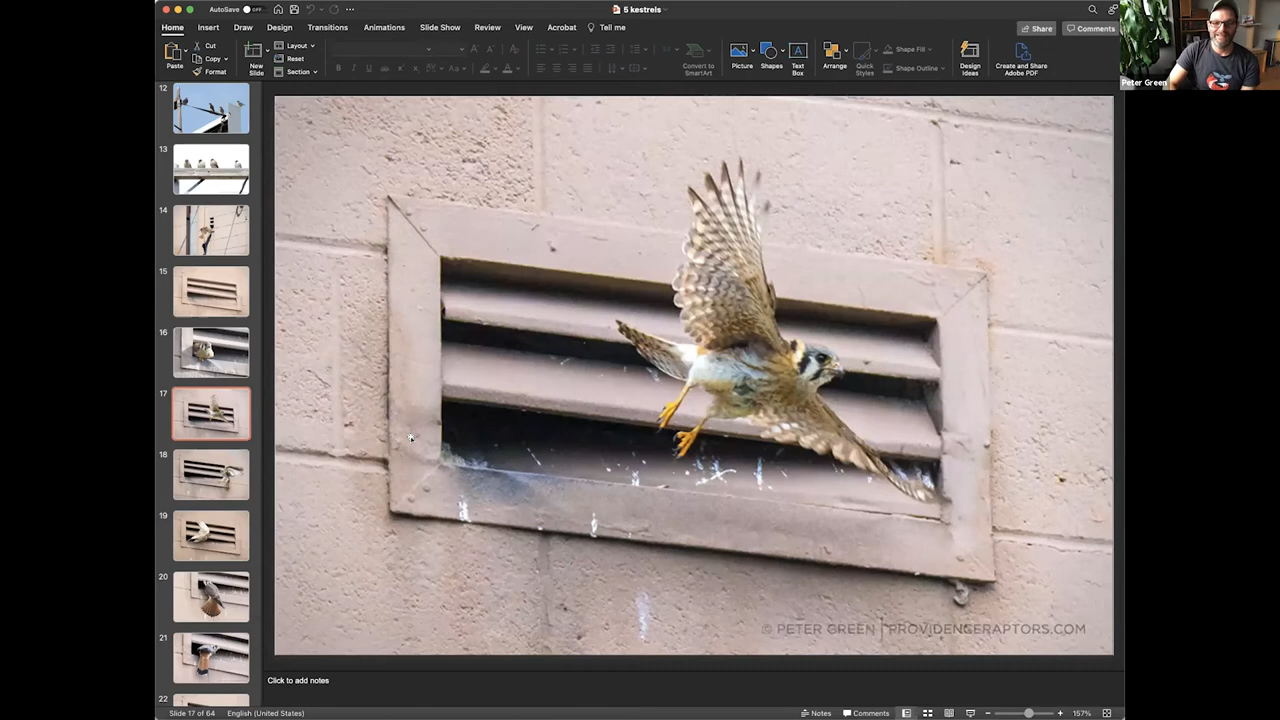 AutoSave OFF
5 kestrels
Home Insert Draw Design Transitions Animations Slide Show Review View Acrobat Tell me
Share Comments
Paste
Cut
Copy
Format
New Slide
Layout
Reset
Section
Convert to SmartArt
Picture
Shapes
Text Box
Arrange
Quick Styles
Shape Fill
Shape Outline
Design Ideas
Create and Share Adobe PDF
Peter Green
12
13
14
15
16
17
18
19
20
21
22
© PETER GREEN | PROVIDENCERAPTORS.COM
Click to add notes
Slide 17 of 64 English (United States) Notes Comments 157%